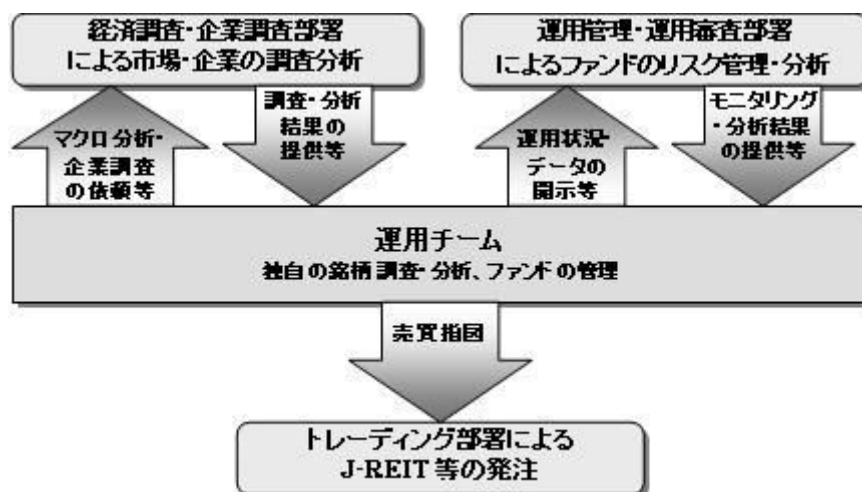 経済調査・企業調査部署
による市場・企業の調査分析
運用管理・運用審査部署
によるファンドのリスク管理・分析
マクロ分析・
企業調査
の依頼等
調査・分析
結果の
提供等
運用状況・
データの
開示等
モニタリング
・分析結果
の提供等
運用チーム
独自の銘柄調査・分析、ファンドの管理
売買指図
トレーディング部署による
J-REIT等の発注